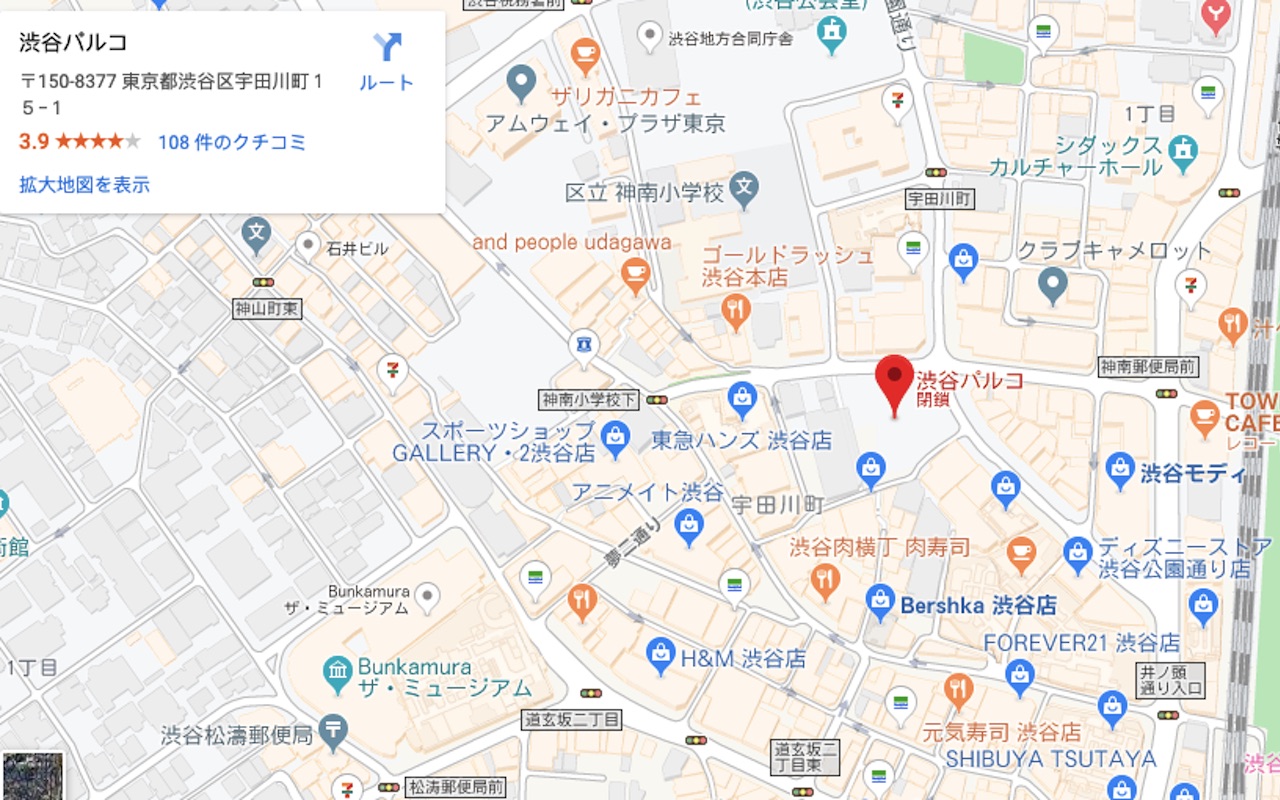 渋谷パルコ
〒150-8377 東京都渋谷区宇田川町１
５−１
ルート
3.9
108 件のクチコミ
拡大地図を表示
(渋谷公会堂)
園通り
渋谷地方合同庁舎
ザリガニカフェ
アムウェイ・プラザ東京
1丁目
シダックス
カルチャーホール
区立 神南小学校
文
宇田川町
文
石井ビル
and people udagawa
ゴールドラッシュ
渋谷本店
クラブキャメロット
神山町東
渋谷パルコ
閉鎖
神南郵便局前
神南小学校下
TOW
CAFE
レコー
スポーツショップ
GALLERY・2渋谷店
東急ハンズ 渋谷店
渋谷モディ
アニメイト渋谷
宇田川町
夢二通り
渋谷肉横丁 肉寿司
ディズニーストア
渋谷公園通り店
術館
Bunkamura
ザ・ミュージアム
Bershka 渋谷店
FOREVER21 渋谷店
H&M 渋谷店
1丁目
Bunkamura
ザ・ミュージアム
井ノ頭
通り入口
道玄坂二丁目
渋谷松濤郵便局
元気寿司 渋谷店
道玄坂二
丁目東
SHIBUYA TSUTAYA
渋谷
松涛郵便局前